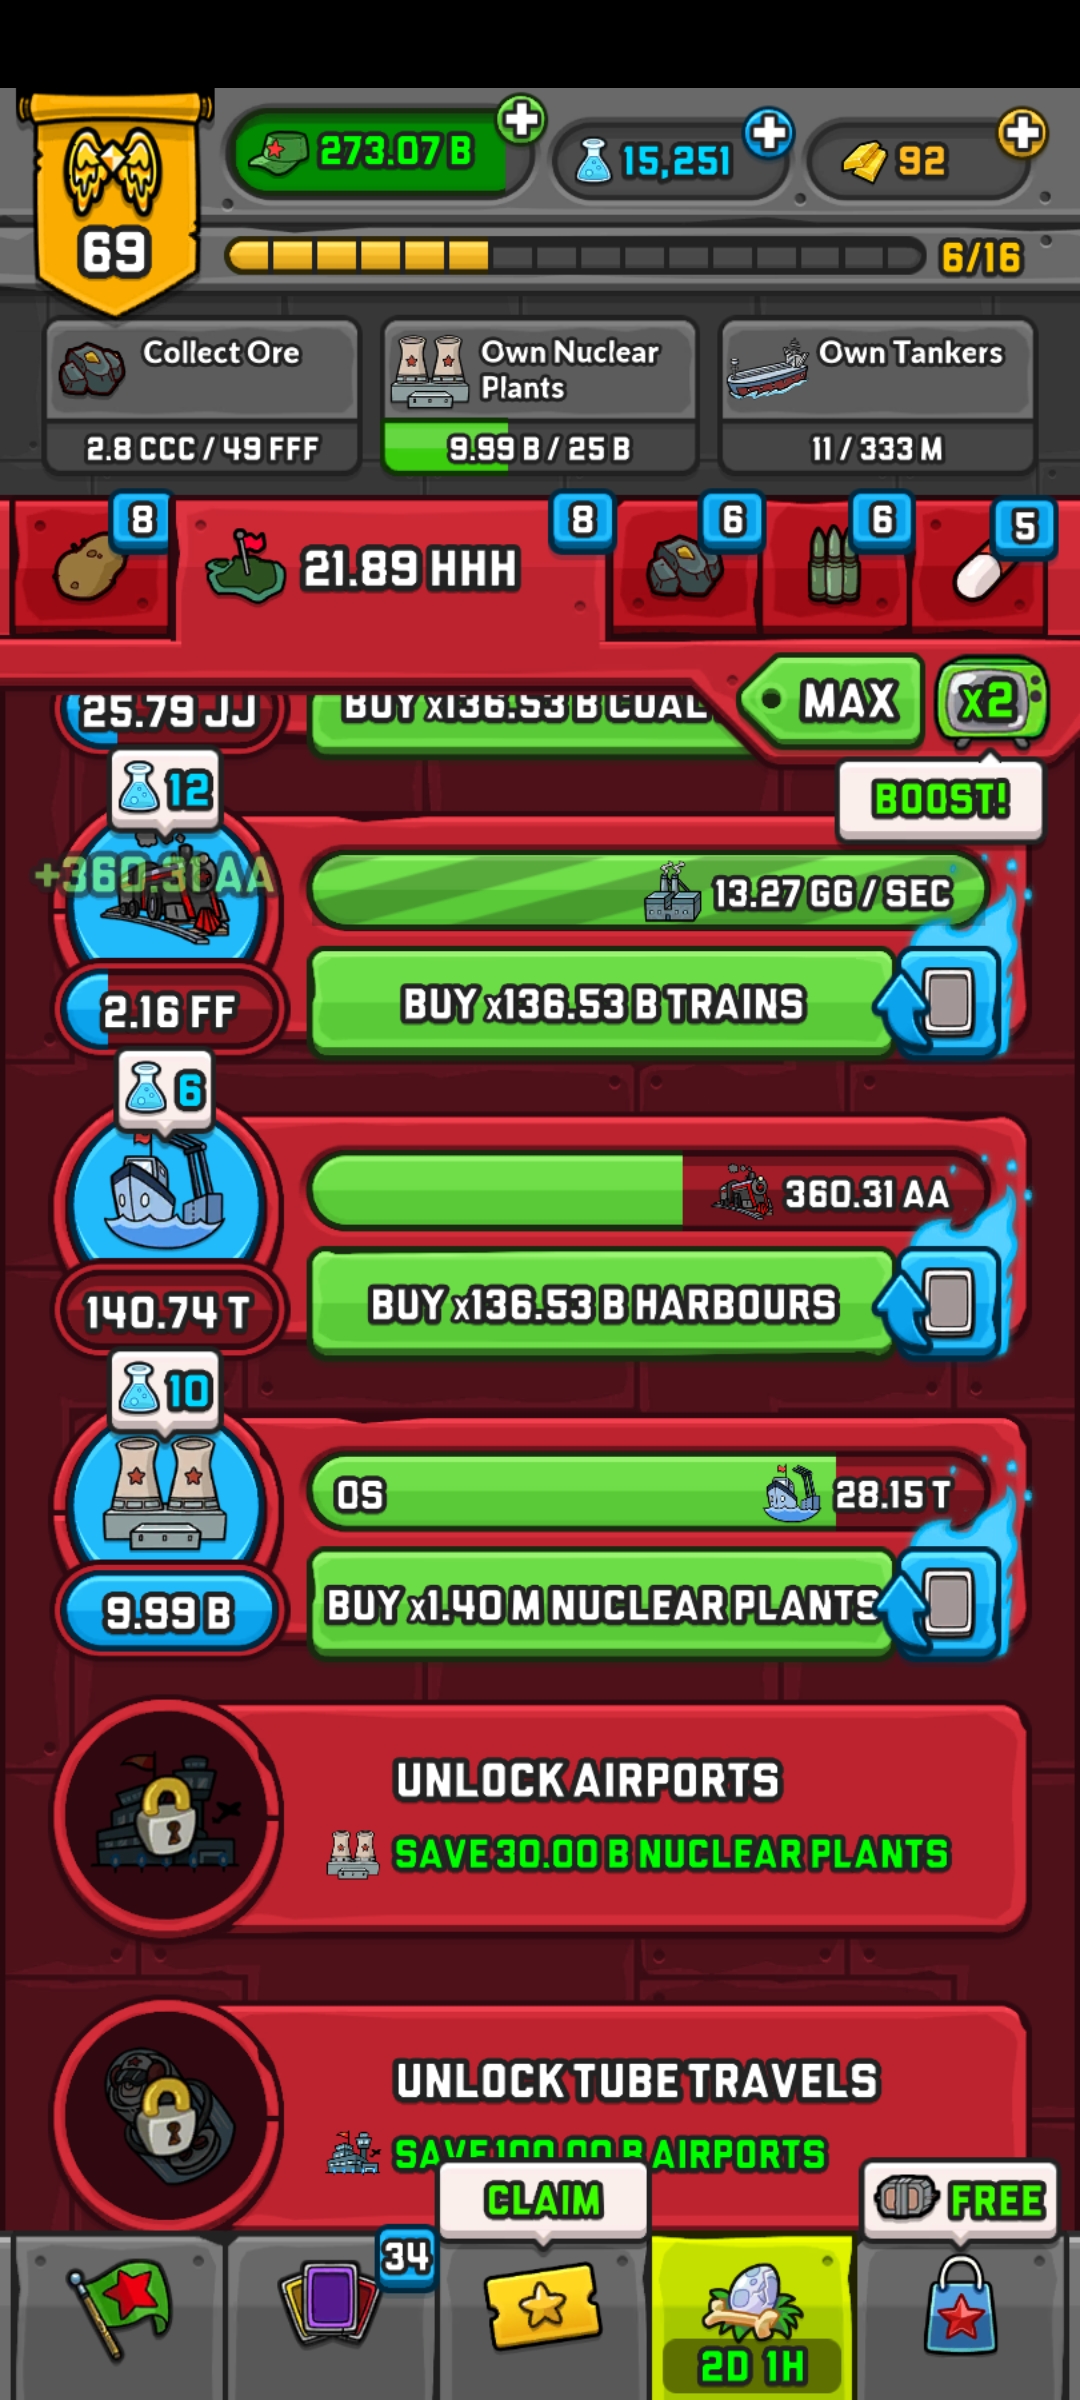 69
273.07 B
15,251
92
6/16
Collect Ore
2.8 CCC / 49 FFF
Own Nuclear
Plants
9.99 B / 25 B
Own Tankers
11 / 333 M
8
21.89 HHH
8
6
6
5
MAX
x2
BOOST!
25.79 JJ
BUY x136.53 B COAL
12
+360.31 AA
13.27 GG / SEC
2.16 FF
BUY x136.53 B TRAINS
6
360.31 AA
140.74 T
BUY x136.53 B HARBOURS
10
0S
28.15 T
9.99 B
BUY x1.40 M NUCLEAR PLANTS
UNLOCK AIRPORTS
SAVE 30.00 B NUCLEAR PLANTS
UNLOCK TUBE TRAVELS
SAVE 100.00 B AIRPORTS
CLAIM
FREE
34
2D 1H